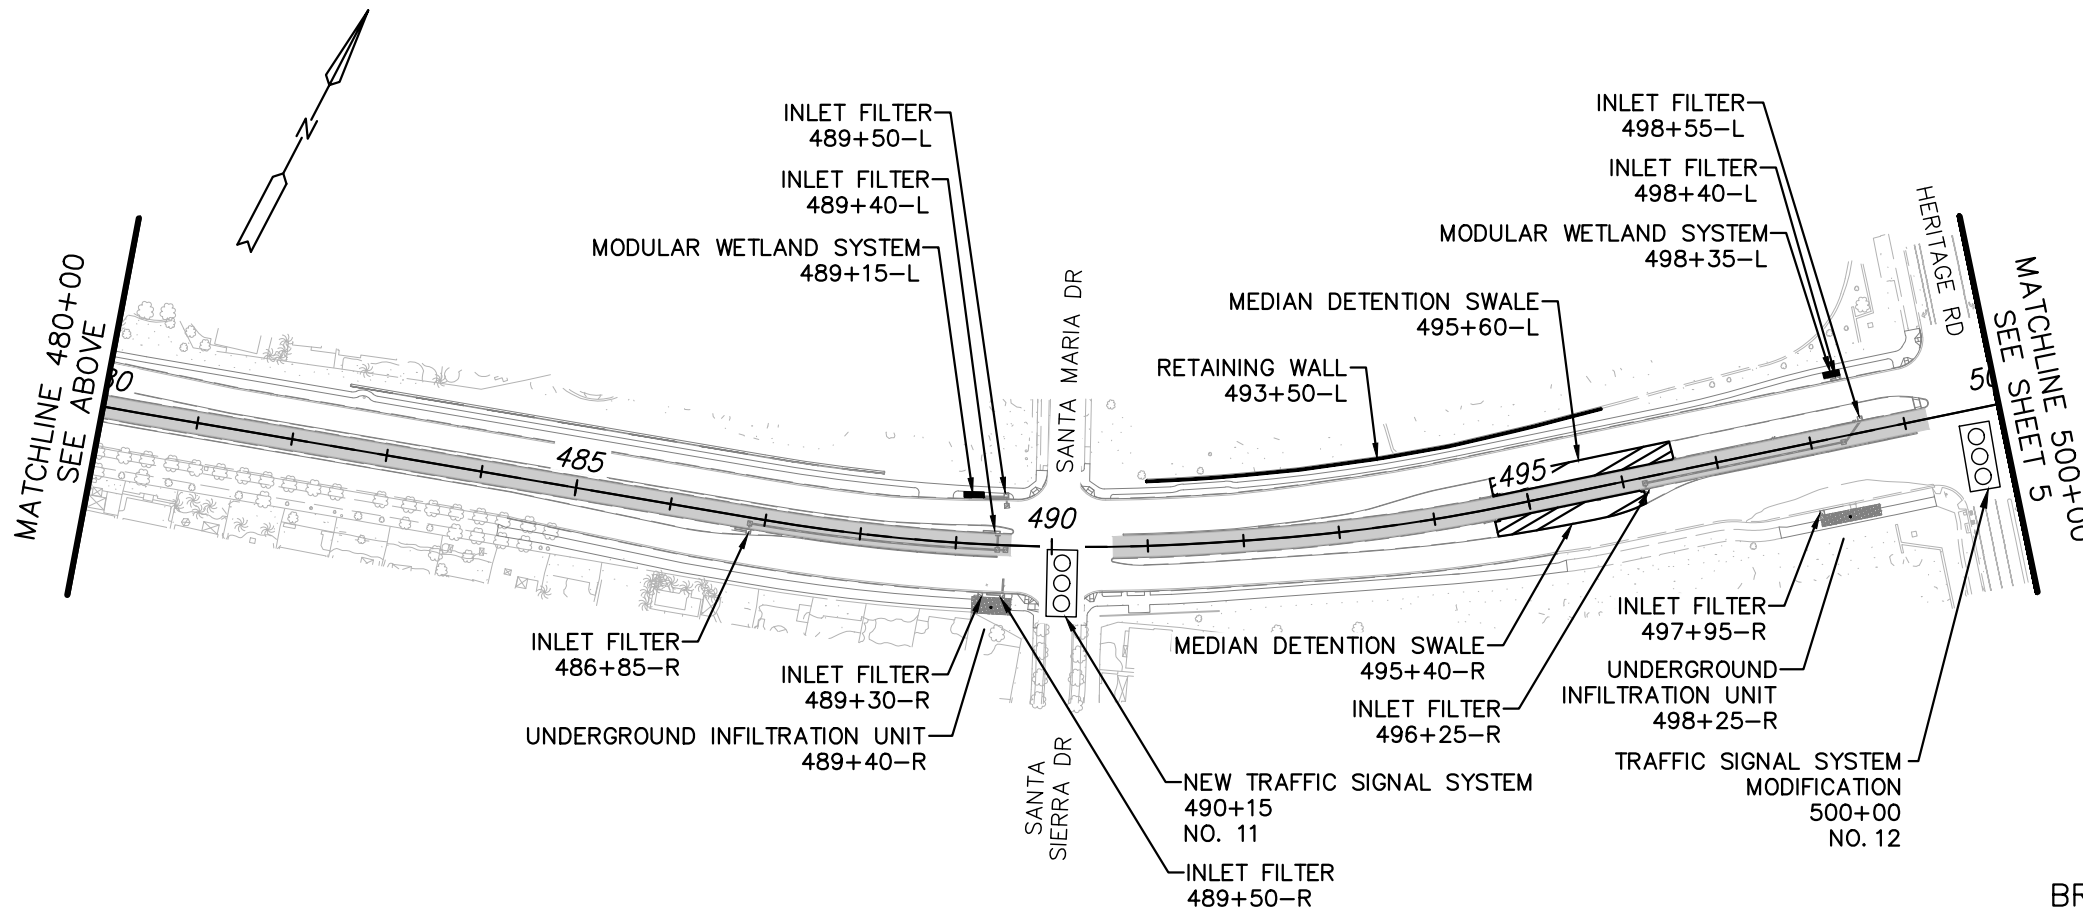 N
MATCHLINE 480+00
SEE ABOVE
80
485
INLET FILTER
489+50-L
INLET FILTER
489+40-L
MODULAR WETLAND SYSTEM
489+15-L
SANTA MARIA DR
490
INLET FILTER
486+85-R
INLET FILTER
489+30-R
UNDERGROUND INFILTRATION UNIT
489+40-R
SANTA
SIERRA DR
NEW TRAFFIC SIGNAL SYSTEM
490+15
NO. 11
INLET FILTER
489+50-R
INLET FILTER
498+55-L
INLET FILTER
498+40-L
MODULAR WETLAND SYSTEM
498+35-L
MEDIAN DETENTION SWALE
495+60-L
RETAINING WALL
493+50-L
495
HERITAGE RD
50
MATCHLINE 500+00
SEE SHEET 5
MEDIAN DETENTION SWALE
495+40-R
INLET FILTER
496+25-R
INLET FILTER
497+95-R
UNDERGROUND
INFILTRATION UNIT
498+25-R
TRAFFIC SIGNAL SYSTEM
MODIFICATION
500+00
NO. 12
BR